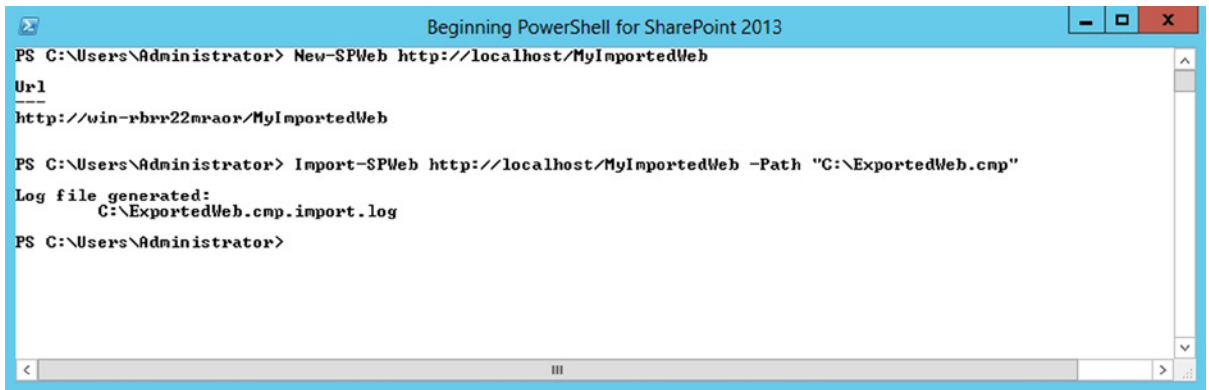 Beginning PowerShell for SharePoint 2013
PS C:\Users\Administrator> New-SPWeb http://localhost/MyImportedWeb
Url
---
http://win-rbrr22mraor/MyImportedWeb
PS C:\Users\Administrator> Import-SPWeb http://localhost/MyImportedWeb -Path "C:\ExportedWeb.cmp"
Log file generated:
C:\ExportedWeb.cmp.import.log
PS C:\Users\Administrator>